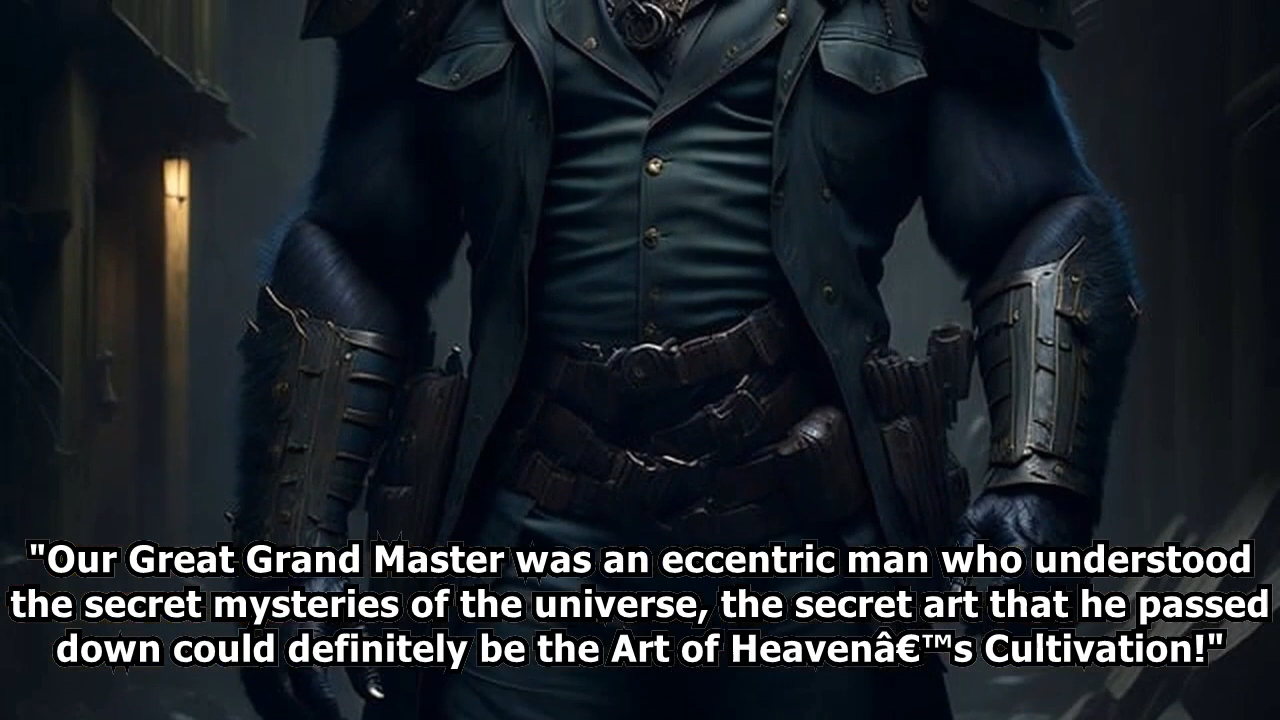 "Our Great Grand Master was an eccentric man who understood
the secret mysteries of the universe, the secret art that he passed
down could definitely be the Art of Heavenâ€™s Cultivation!"